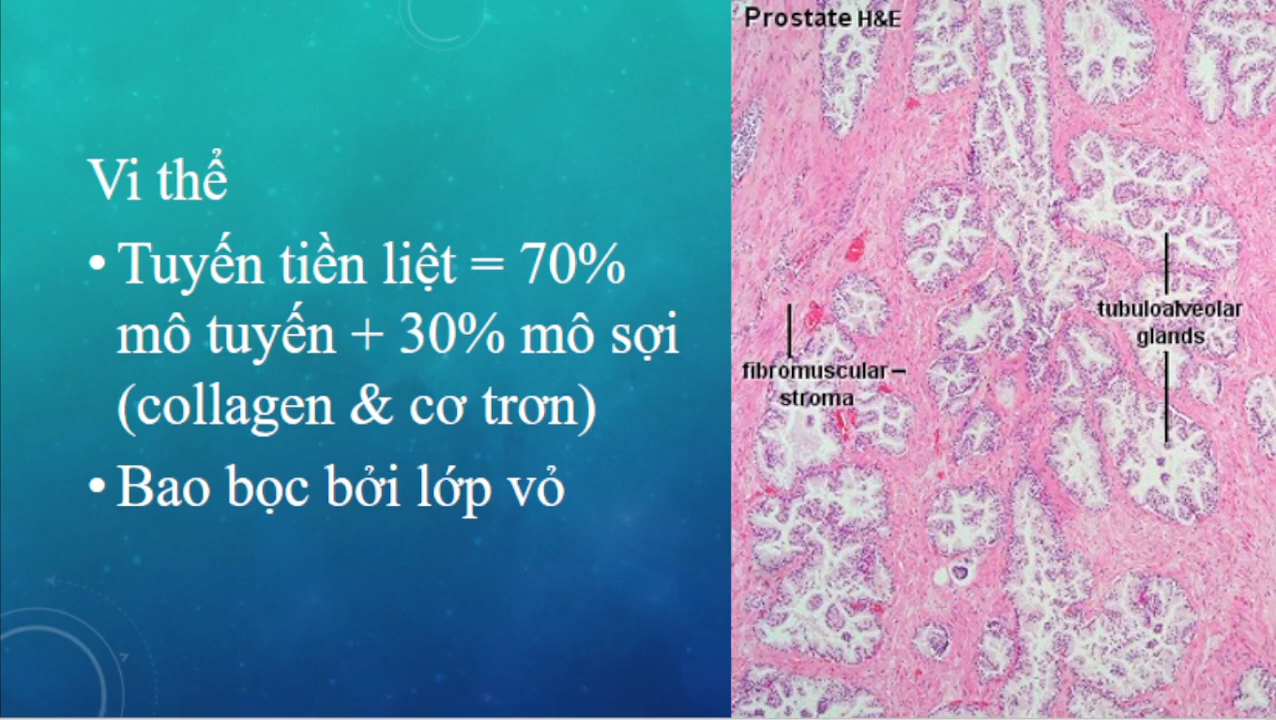 Vi thể
• Tuyến tiền liệt = 70%
mô tuyến + 30% mô sợi
(collagen & cơ trơn)
• Bao bọc bởi lớp vỏ
Prostate H&E
tubuloalveolar
glands
fibromuscular
stroma